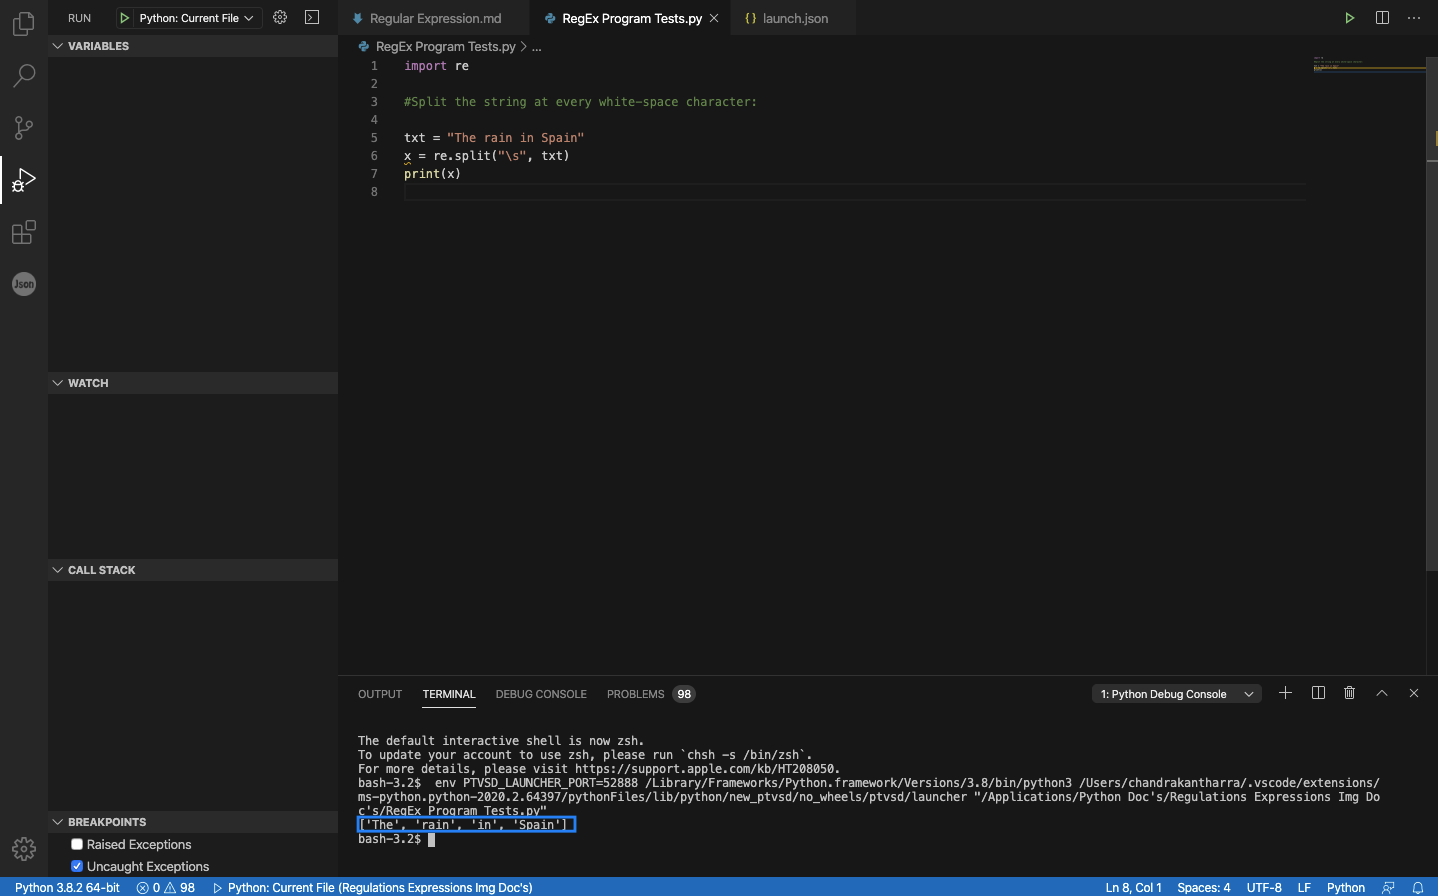 RUN
Python: Current File
Regular Expression.md
RegEx Program Tests.py
{} launch.json
VARIABLES
RegEx Program Tests.py > ...
1 import re
2
3 #Split the string at every white-space character:
4
5 txt = "The rain in Spain"
6 x = re.split("\s", txt)
7 print(x)
8
Json
WATCH
CALL STACK
BREAKPOINTS
Raised Exceptions
Uncaught Exceptions
OUTPUT TERMINAL DEBUG CONSOLE PROBLEMS 98
1: Python Debug Console
The default interactive shell is now zsh.
To update your account to use zsh, please run `chsh -s /bin/zsh`.
For more details, please visit https://support.apple.com/kb/HT208050.
bash-3.2$  env PTVSD_LAUNCHER_PORT=52888 /Library/Frameworks/Python.framework/Versions/3.8/bin/python3 /Users/chandrakantharra/.vscode/extensions/
ms-python.python-2020.2.64397/pythonFiles/lib/python/new_ptvsd/no_wheels/ptvsd/launcher "/Applications/Python Doc's/Regulations Expressions Img Do
c's/RegEx Program Tests.py"
['The', 'rain', 'in', 'Spain']
bash-3.2$
Python 3.8.2 64-bit 0 98 Python: Current File (Regulations Expressions Img Doc's) Ln 8, Col 1 Spaces: 4 UTF-8 LF Python